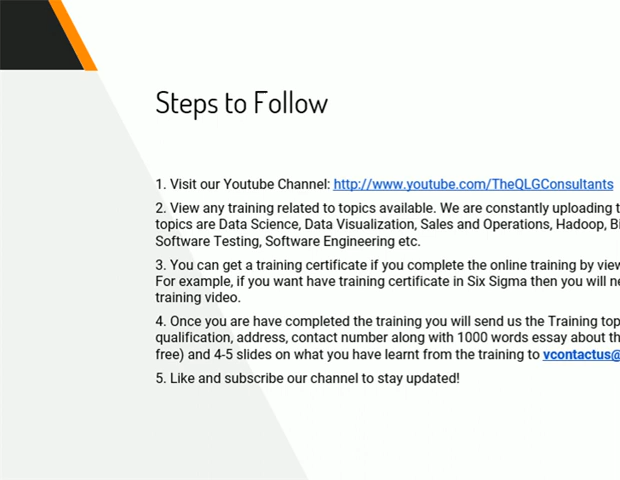 Steps to Follow
1. Visit our Youtube Channel: http://www.youtube.com/TheQLGConsultants
2. View any training related to topics available. We are constantly uploading
topics are Data Science, Data Visualization, Sales and Operations, Hadoop,
Software Testing, Software Engineering etc.
3. You can get a training certificate if you complete the online training by
For example, if you want have training certificate in Six Sigma then you will
training video.
4. Once you are have completed the training you will send us the Training
qualification, address, contact number along with 1000 words essay about
free) and 4-5 slides on what you have learnt from the training to vcontactus@
5. Like and subscribe our channel to stay updated!